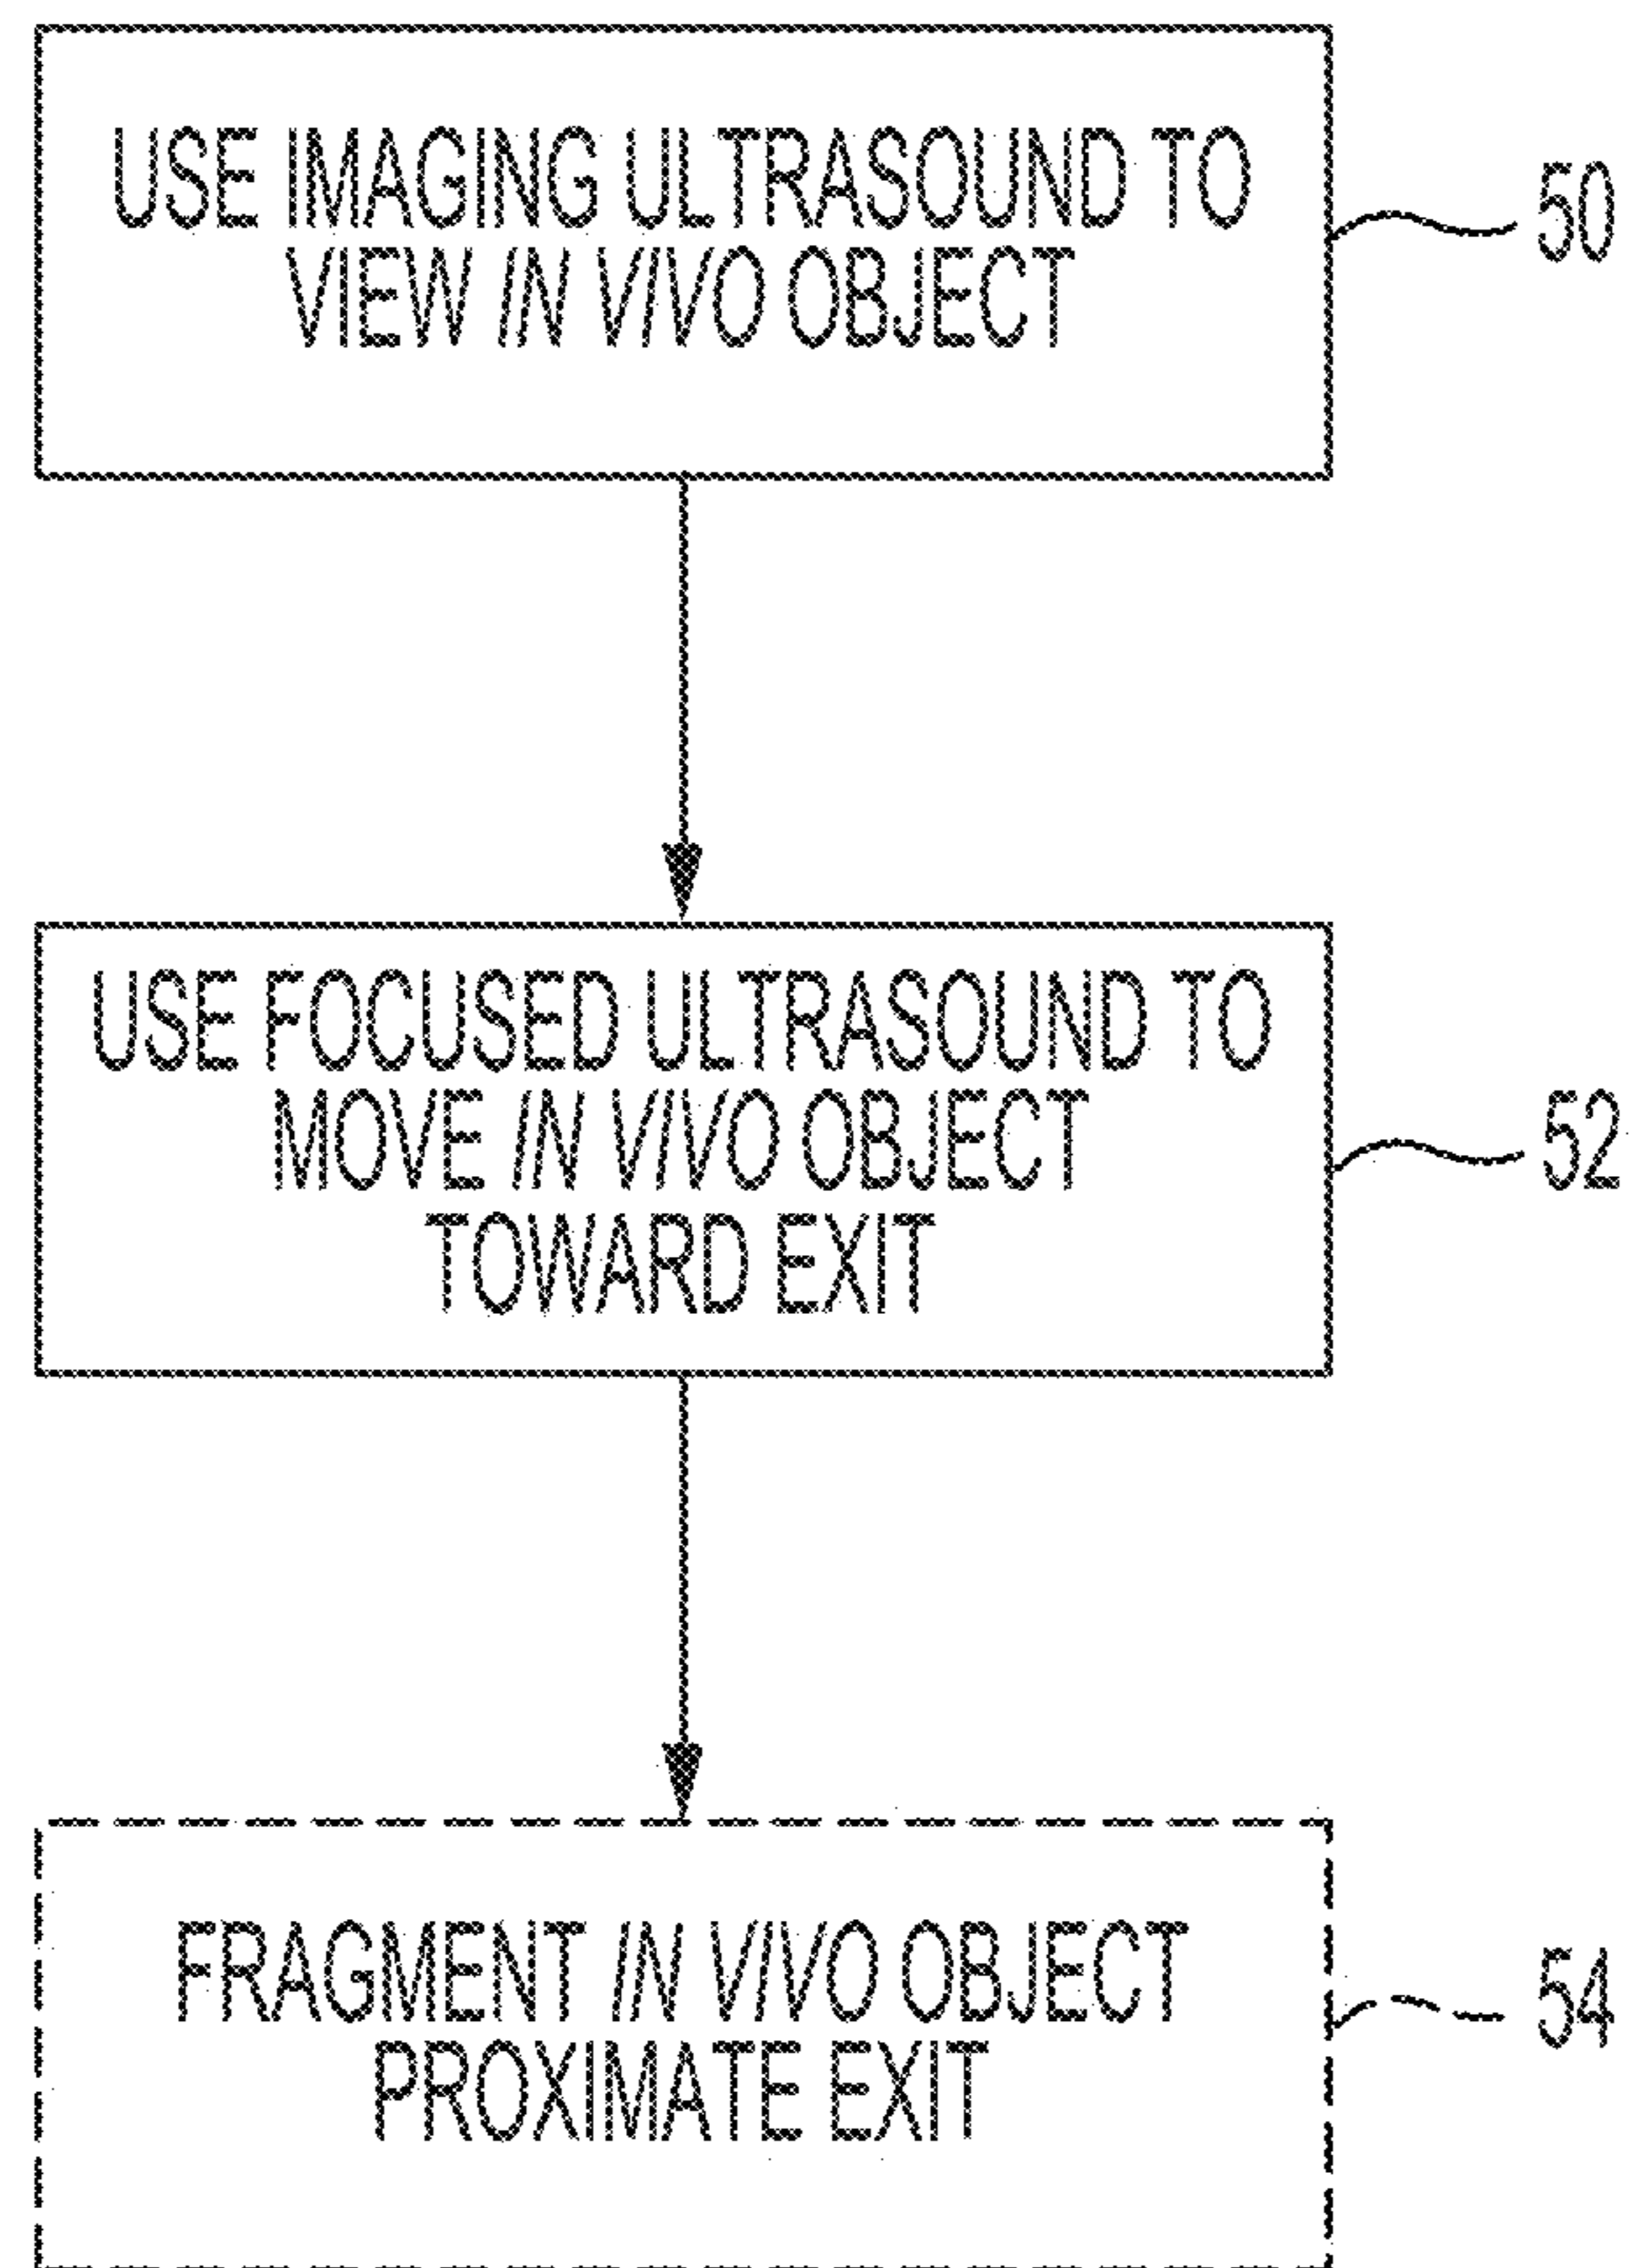 USE IMAGING ULTRASOUND TO
VIEW IN VIVO OBJECT
50
USE FOCUSED ULTRASOUND TO
MOVE IN VIVO OBJECT
TOWARD EXIT
52
FRAGMENT IN VIVO OBJECT
PROXIMATE EXIT
54